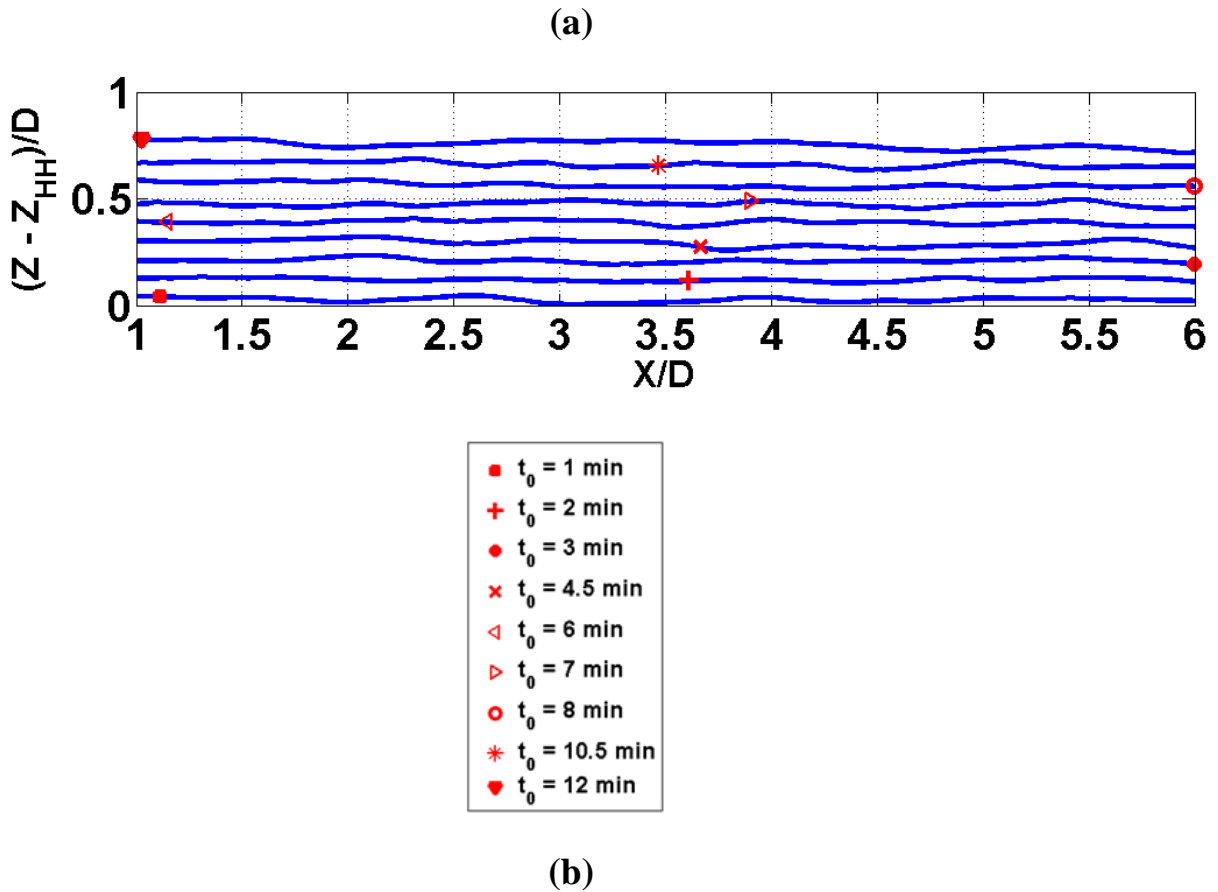 (a)
(Z - Z_HH)/D
1
0.5
0
1 1.5 2 2.5 3 3.5 4 4.5 5 5.5 6
X/D
t_0 = 1 min
t_0 = 2 min
t_0 = 3 min
t_0 = 4.5 min
t_0 = 6 min
t_0 = 7 min
t_0 = 8 min
t_0 = 10.5 min
t_0 = 12 min
(b)